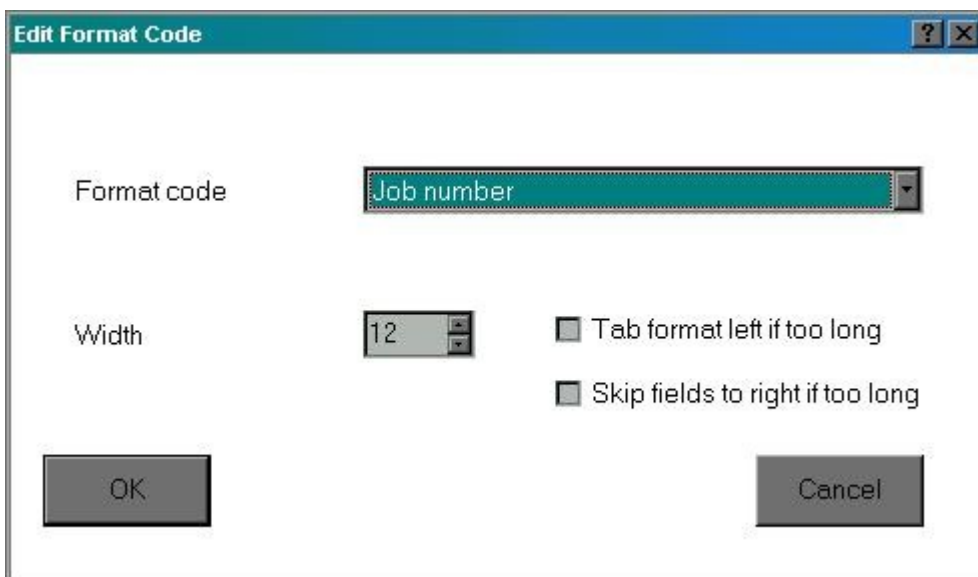 Edit Format Code
Format code Job number
Width 12 Tab format left if too long
Skip fields to right if too long
OK Cancel